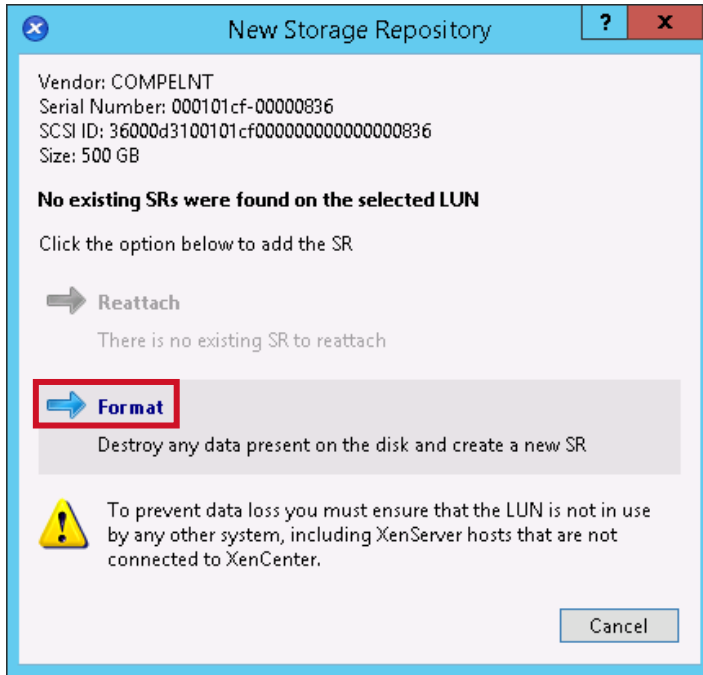 New Storage Repository
?
x
Vendor: COMPELNT
Serial Number: 000101cf-00000836
SCSI ID: 36000d3100101cf000000000000000836
Size: 500 GB
No existing SRs were found on the selected LUN
Click the option below to add the SR
Reattach
There is no existing SR to reattach
Format
Destroy any data present on the disk and create a new SR
!
To prevent data loss you must ensure that the LUN is not in use
by any other system, including XenServer hosts that are not
connected to XenCenter.
Cancel